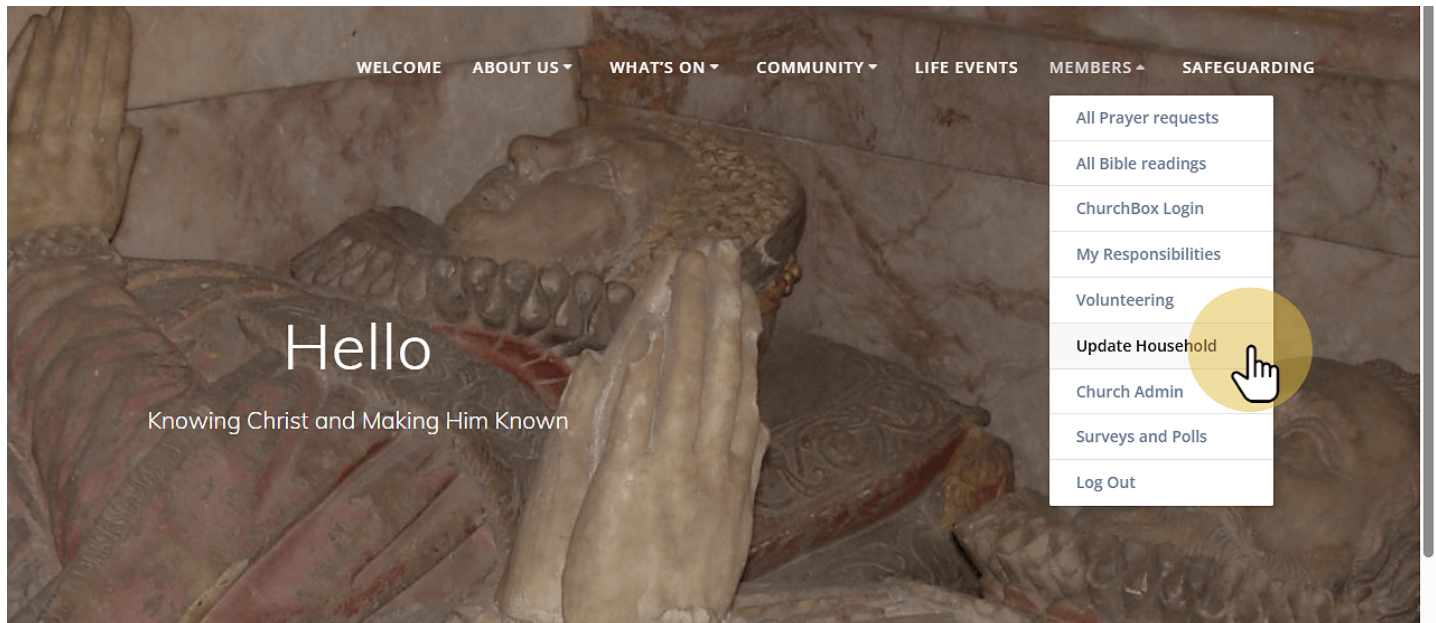 WELCOME ABOUT US WHAT'S ON COMMUNITY LIFE EVENTS MEMBERS SAFEGUARDING
All Prayer requests
All Bible readings
ChurchBox Login
My Responsibilities
Volunteering
Update Household
Church Admin
Surveys and Polls
Log Out
Hello
Knowing Christ and Making Him Known